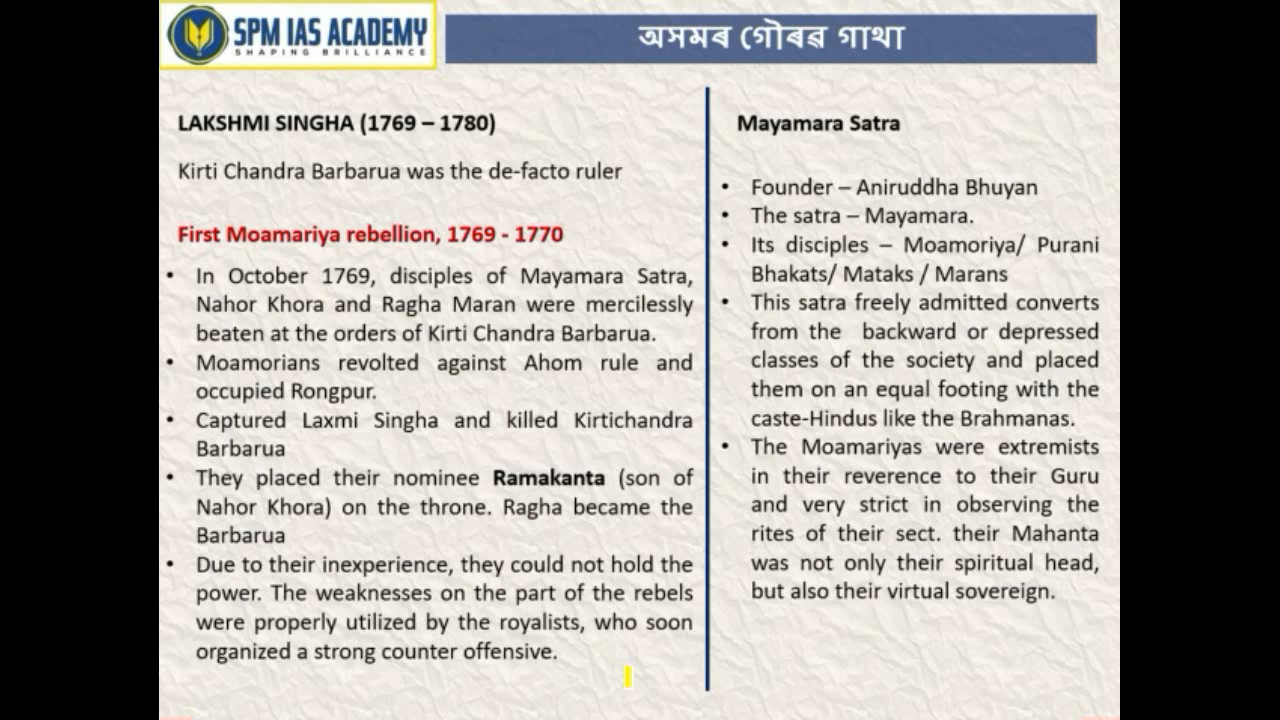 SPM IAS ACADEMY
SHAPING BRILLIANCE
অসমৰ গৌৰৱ গাথা
LAKSHMI SINGHA (1769 – 1780)
Kirti Chandra Barbarua was the de-facto ruler
First Moamariya rebellion, 1769 - 1770
• In October 1769, disciples of Mayamara Satra,
Nahor Khora and Ragha Maran were mercilessly
beaten at the orders of Kirti Chandra Barbarua.
• Moamorians revolted against Ahom rule and
occupied Rongpur.
• Captured Laxmi Singha and killed Kirtichandra
Barbarua
• They placed their nominee Ramakanta (son of
Nahor Khora) on the throne. Ragha became the
Barbarua
• Due to their inexperience, they could not hold the
power. The weaknesses on the part of the rebels
were properly utilized by the royalists, who soon
organized a strong counter offensive.
Mayamara Satra
• Founder – Aniruddha Bhuyan
• The satra – Mayamara.
• Its disciples – Moamoriya/ Purani
Bhakats/ Mataks / Marans
• This satra freely admitted converts
from the backward or depressed
classes of the society and placed
them on an equal footing with the
caste-Hindus like the Brahmanas.
• The Moamariyas were extremists
in their reverence to their Guru
and very strict in observing the
rites of their sect. their Mahanta
was not only their spiritual head,
but also their virtual sovereign.